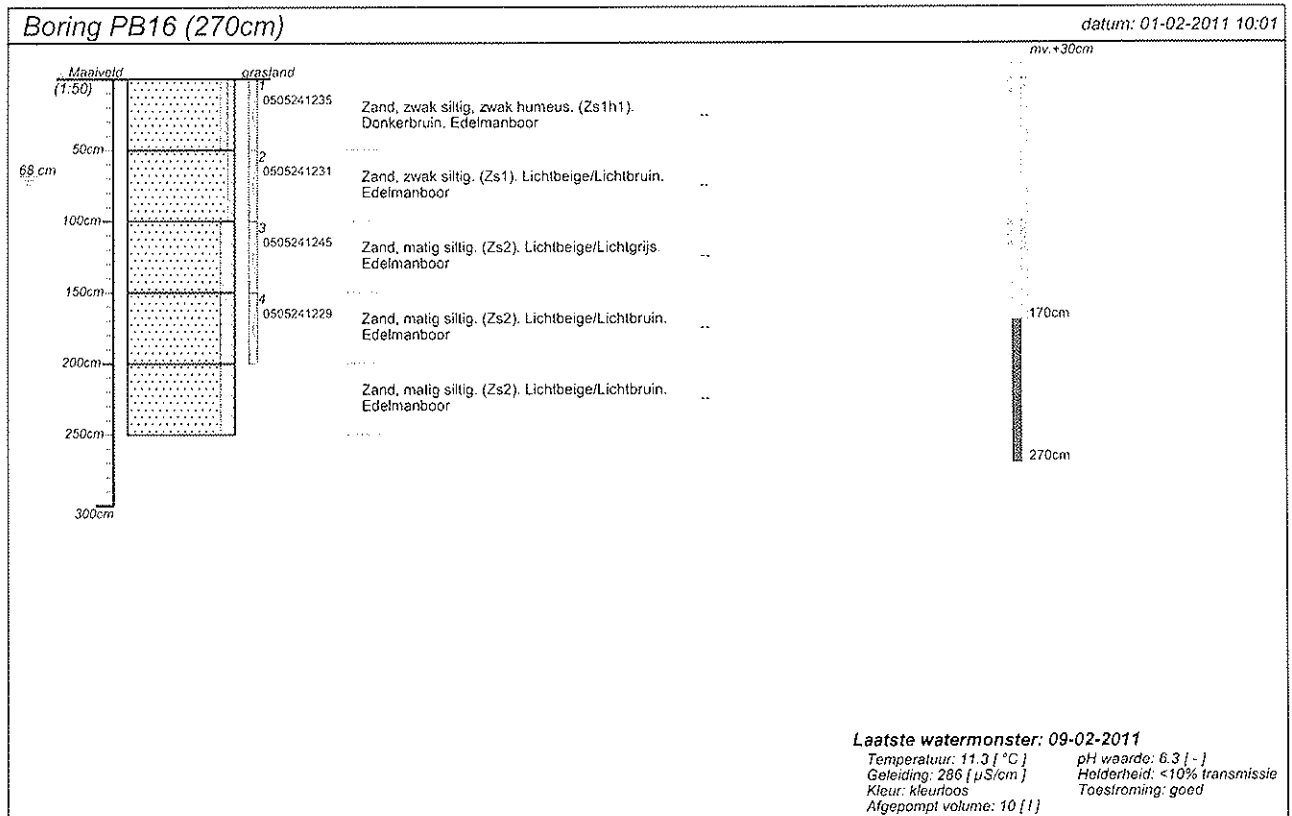 Boring PB16 (270cm)
datum: 01-02-2011 10:01
mv.+30cm
Maaiveld
grasland
(1:50)
1
0505241235
Zand, zwak siltig, zwak humeus. (Zs1h1).
Donkerbruin. Edelmanboor
--
50cm
2
68 cm
0505241231
Zand, zwak siltig. (Zs1). Lichtbeige/Lichtbruin.
Edelmanboor
--
100cm
3
0505241245
Zand, matig siltig. (Zs2). Lichtbeige/Lichtgrijs.
Edelmanboor
--
150cm
4
0505241229
170cm
Zand, matig siltig. (Zs2). Lichtbeige/Lichtbruin.
Edelmanboor
--
200cm
Zand, matig siltig. (Zs2). Lichtbeige/Lichtbruin.
Edelmanboor
--
250cm
270cm
300cm
Laatste watermonster: 09-02-2011
Temperatuur: 11.3 [ °C ]
pH waarde: 6.3 [ - ]
Geleiding: 286 [ µS/cm ]
Helderheid: <10% transmissie
Kleur: kleurloos
Toestroming: goed
Afgepompt volume: 10 [ l ]